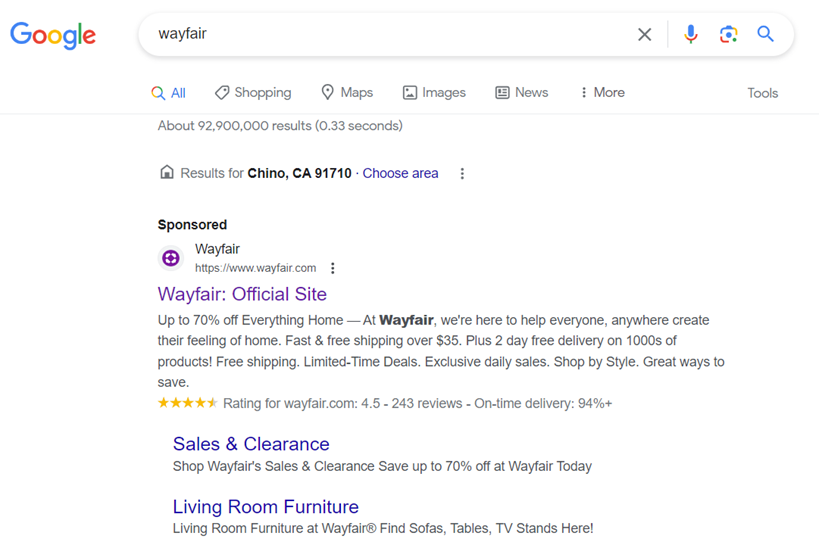 Google
wayfair
All Shopping Maps Images News More Tools
About 92,900,000 results (0.33 seconds)
Results for Chino, CA 91710 · Choose area
Sponsored
Wayfair
https://www.wayfair.com
Wayfair: Official Site
Up to 70% off Everything Home — At Wayfair, we're here to help everyone, anywhere create
their feeling of home. Fast & free shipping over $35. Plus 2 day free delivery on 1000s of
products! Free shipping. Limited-Time Deals. Exclusive daily sales. Shop by Style. Great ways to
save.
Rating for wayfair.com: 4.5 - 243 reviews - On-time delivery: 94%+
Sales & Clearance
Shop Wayfair's Sales & Clearance Save up to 70% off at Wayfair Today
Living Room Furniture
Living Room Furniture at Wayfair® Find Sofas, Tables, TV Stands Here!